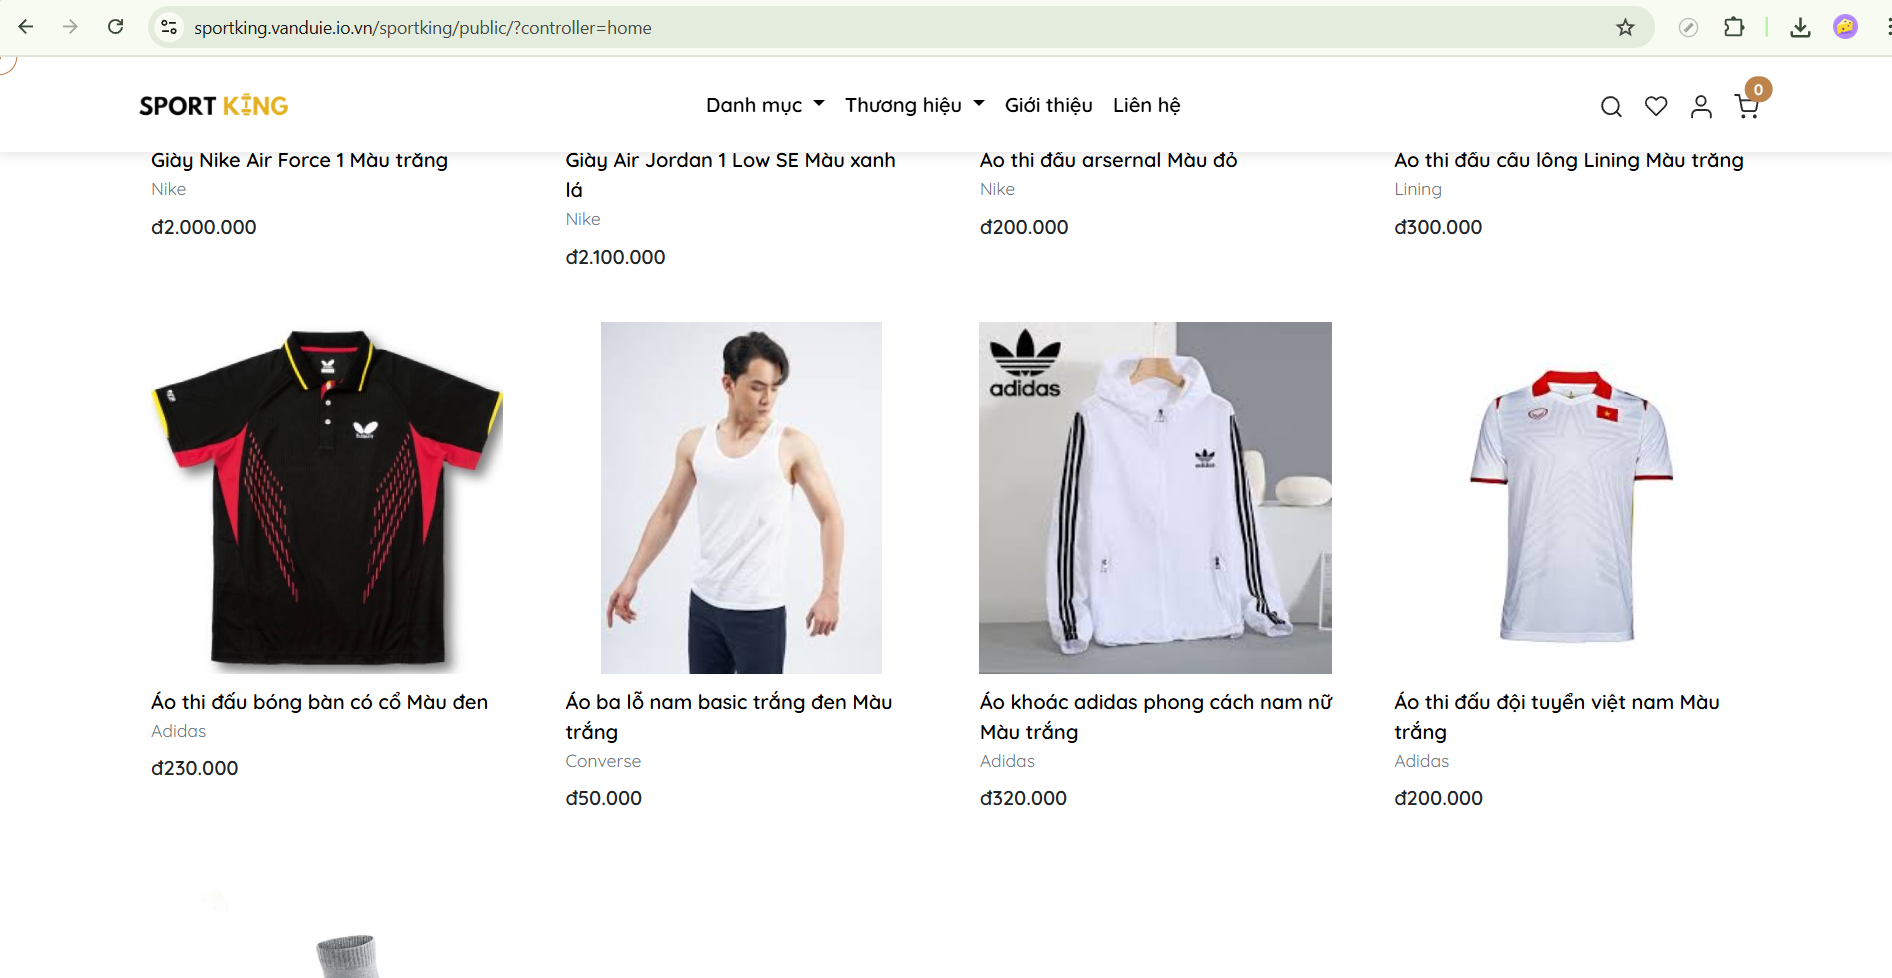 sportking.vanduie.io.vn/sportking/public/?controller=home
SPORT KING
Danh mục
Thương hiệu
Giới thiệu
Liên hệ
0
Giày Nike Air Force 1 Màu trắng
Nike
đ2.000.000
Giày Air Jordan 1 Low SE Màu xanh
lá
Nike
đ2.100.000
Áo thi đấu arsernal Màu đỏ
Nike
đ200.000
Áo thi đấu cầu lông Lining Màu trắng
Lining
đ300.000
adidas
adidas
Áo thi đấu bóng bàn có cổ Màu đen
Adidas
đ230.000
Áo ba lỗ nam basic trắng đen Màu
trắng
Converse
đ50.000
Áo khoác adidas phong cách nam nữ
Màu trắng
Adidas
đ320.000
Áo thi đấu đội tuyển việt nam Màu
trắng
Adidas
đ200.000